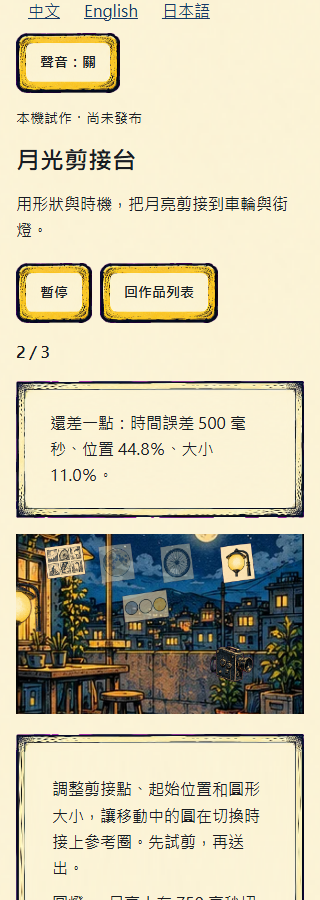 中文 English 日本語
聲音：關
本機試作・尚未發布
月光剪接台
用形狀與時機，把月亮剪接到車輪與街
燈。
暫停 回作品列表
2 / 3
還差一點：時間誤差 500 毫
秒、位置 44.8%、大小
11.0%。
調整剪接點、起始位置和圓形
大小，讓移動中的圓在切換時
接上參考圈。先試剪，再送
出。